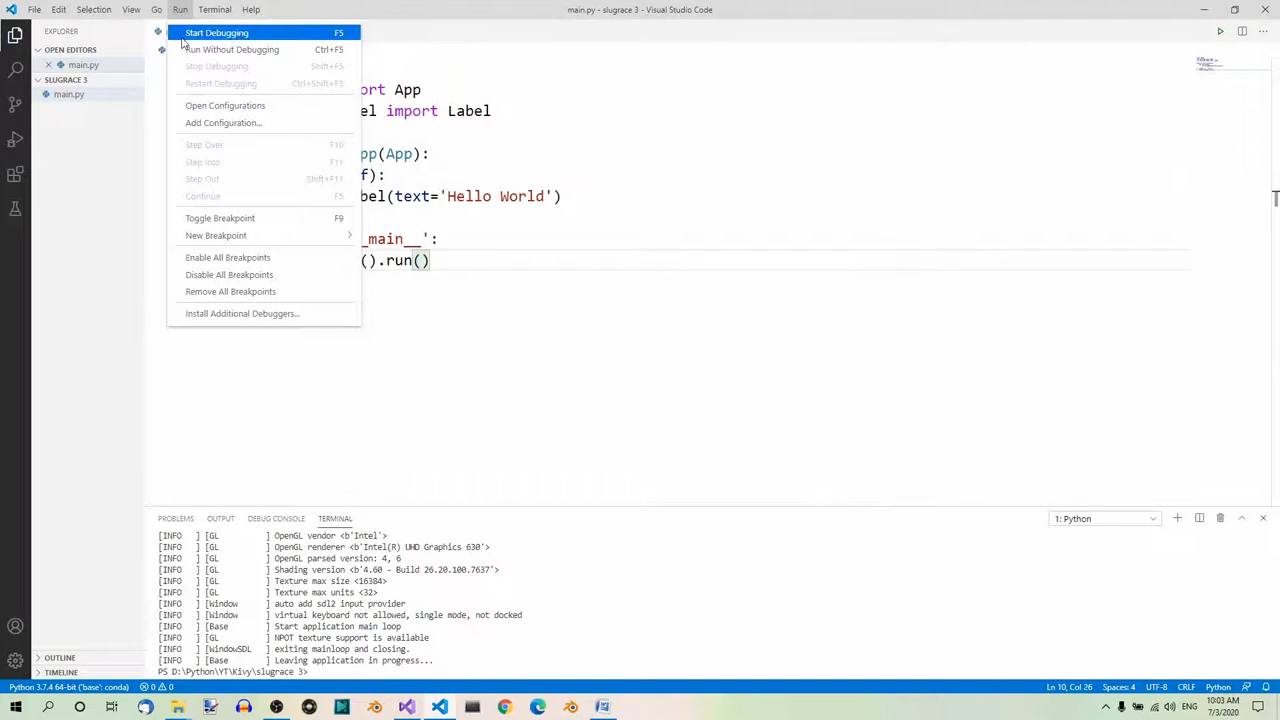 File Edit Selection View Go Run Terminal Help
main.py - slugrace 3 - Visual Studio Code
EXPLORER
OPEN EDITORS
main.py
SLUGRACE 3
main.py
OUTLINE
TIMELINE
Start Debugging F5
Run Without Debugging Ctrl+F5
Stop Debugging Shift+F5
Restart Debugging Ctrl+Shift+F5
Open Configurations
Add Configuration...
Step Over F10
Step Into F11
Step Out Shift+F11
Continue F5
Toggle Breakpoint F9
New Breakpoint
Enable All Breakpoints
Disable All Breakpoints
Remove All Breakpoints
Install Additional Debuggers...
ort App
el import Label
pp(App):
f):
bel(text='Hello World')
_main__':
().run()
PROBLEMS OUTPUT DEBUG CONSOLE TERMINAL
1: Python
[INFO ] [GL ] OpenGL vendor <b'Intel'>
[INFO ] [GL ] OpenGL renderer <b'Intel(R) UHD Graphics 630'>
[INFO ] [GL ] OpenGL parsed version: 4, 6
[INFO ] [GL ] Shading version <b'4.60 - Build 26.20.100.7637'>
[INFO ] [GL ] Texture max size <16384>
[INFO ] [GL ] Texture max units <32>
[INFO ] [Window ] auto add sdl2 input provider
[INFO ] [Window ] virtual keyboard not allowed, single mode, not docked
[INFO ] [Base ] Start application main loop
[INFO ] [GL ] NPOT texture support is available
[INFO ] [WindowSDL ] exiting mainloop and closing.
[INFO ] [Base ] Leaving application in progress...
PS D:\Python\YT\Kivy\slugrace 3>
Python 3.7.4 64-bit ('base': conda) 0 0
Ln 10, Col 26 Spaces: 4 UTF-8 CRLF Python
10:03 AM
7/3/2020